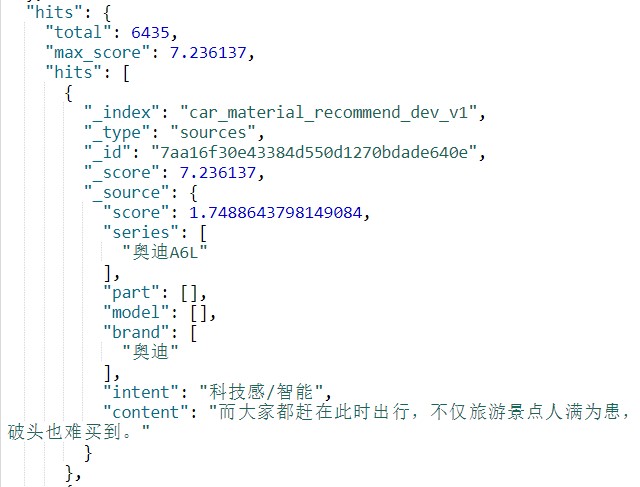 "hits": {
"total": 6435,
"max_score": 7.236137,
"hits": [
{
"_index": "car_material_recommend_dev_v1",
"_type": "sources",
"_id": "7aa16f30e43384d550d1270bdade640e",
"_score": 7.236137,
"_source": {
"score": 1.7488643798149084,
"series": [
"奥迪A6L"
],
"part": [],
"model": [],
"brand": [
"奥迪"
],
"intent": "科技感/智能",
"content": "而大家都赶在此时出行，不仅旅游景点人满为患，
破头也难买到。"
}
},